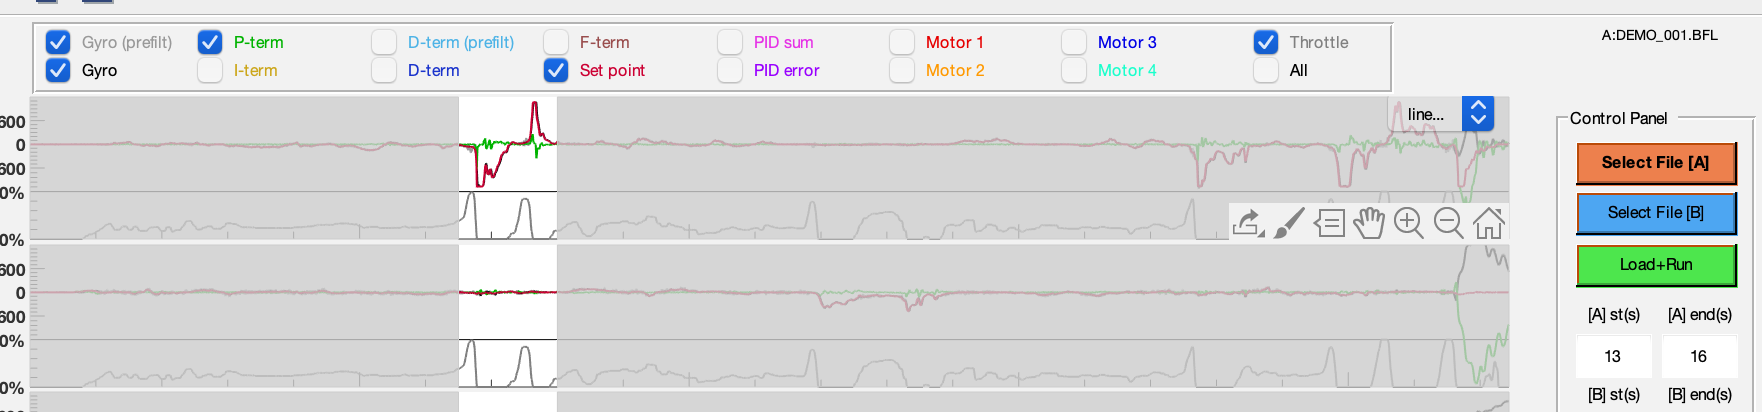 Gyro (prefilt) P-term D-term (prefilt) F-term PID sum Motor 1 Motor 3 Throttle
Gyro I-term D-term Set point PID error Motor 2 Motor 4 All
A:DEMO_001.BFL
line...
600
0
600
0%
0%
600
0
600
0%
0%
Control Panel
Select File [A]
Select File [B]
Load+Run
[A] st(s) [A] end(s)
13 16
[B] st(s) [B] end(s)